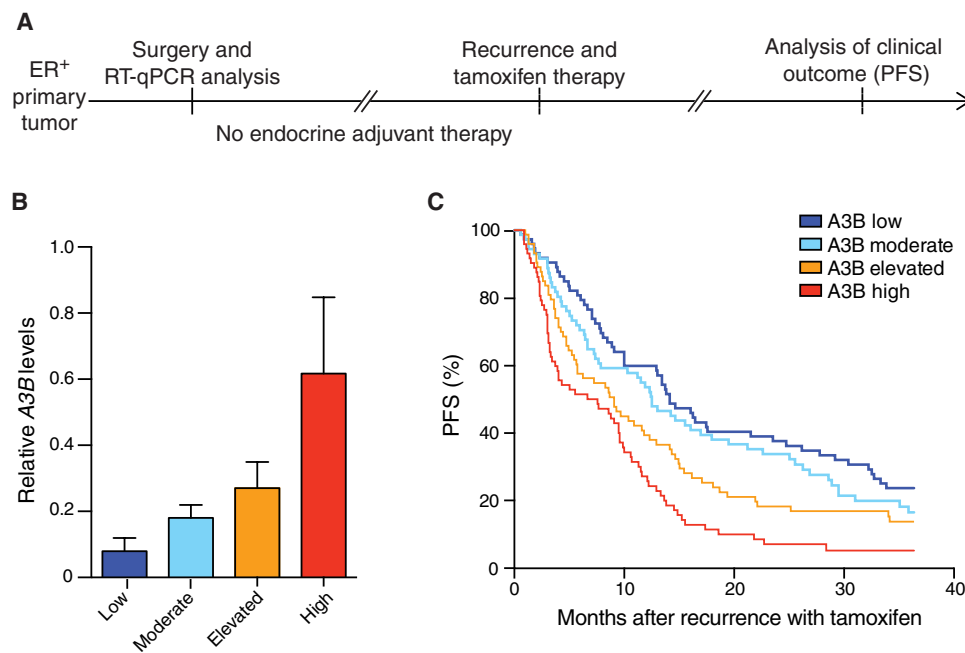 A
ER+
primary
tumor
Surgery and
RT-qPCR analysis
Recurrence and
tamoxifen therapy
Analysis of clinical
outcome (PFS)
No endocrine adjuvant therapy
B
Relative A3B levels
1.0
0.8
0.6
0.4
0.2
0
Low
Moderate
Elevated
High
C
PFS (%)
100
80
60
40
20
0
A3B low
A3B moderate
A3B elevated
A3B high
0 10 20 30 40
Months after recurrence with tamoxifen